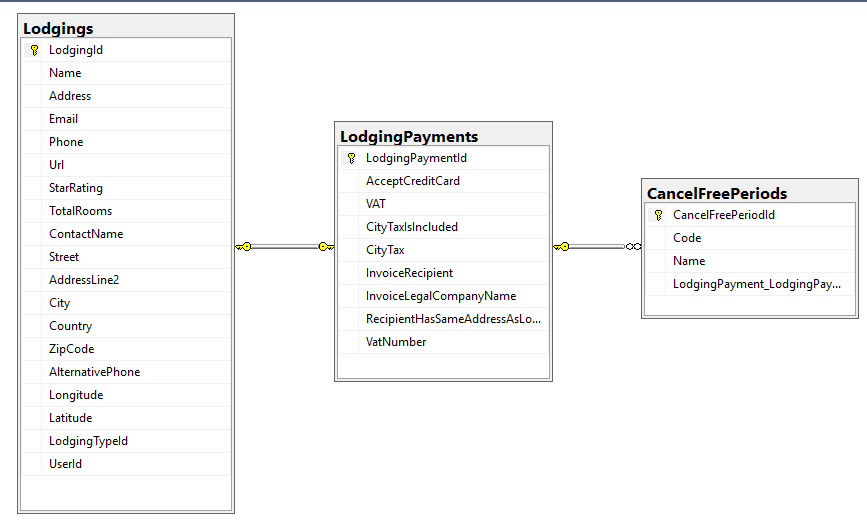 Lodgings
LodgingId
Name
Address
Email
Phone
Url
StarRating
TotalRooms
ContactName
Street
AddressLine2
City
Country
ZipCode
AlternativePhone
Longitude
Latitude
LodgingTypeId
UserId
LodgingPayments
LodgingPaymentId
AcceptCreditCard
VAT
CityTaxIsIncluded
CityTax
InvoiceRecipient
InvoiceLegalCompanyName
RecipientHasSameAddressAsLo...
VatNumber
CancelFreePeriods
CancelFreePeriodId
Code
Name
LodgingPayment_LodgingPay...